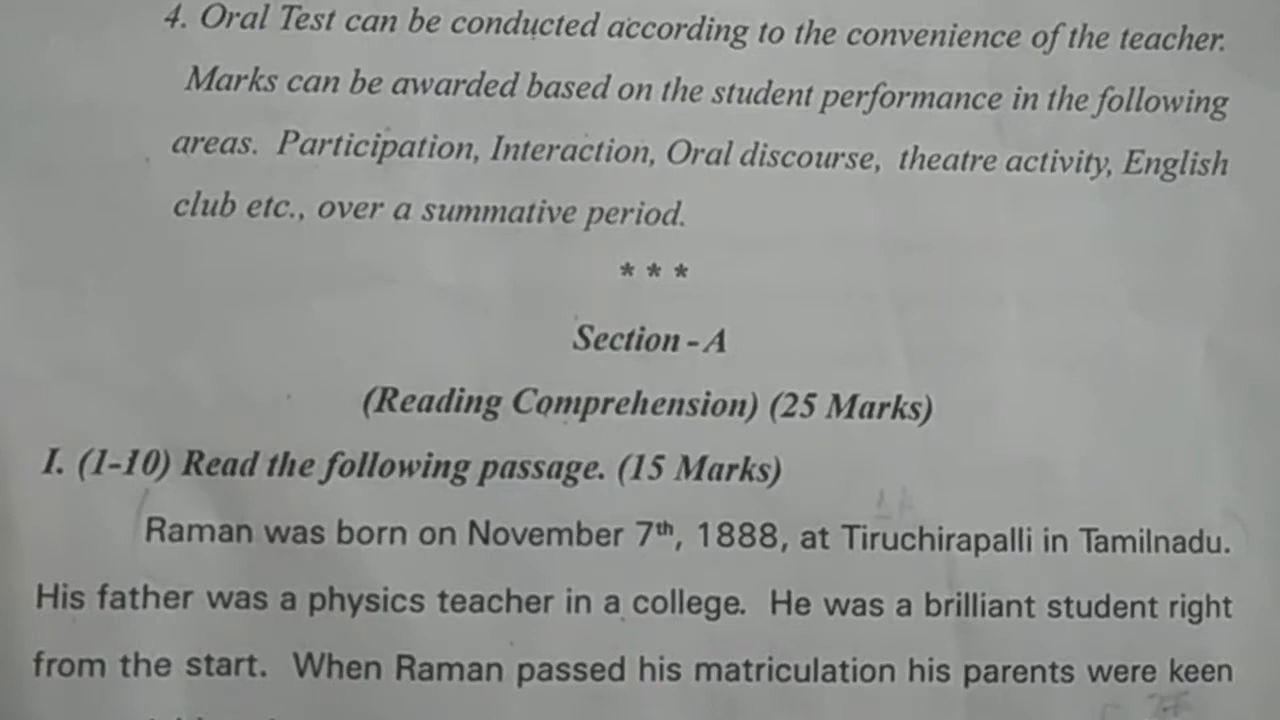 4. Oral Test can be conducted according to the convenience of the teacher.
Marks can be awarded based on the student performance in the following
areas. Participation, Interaction, Oral discourse, theatre activity, English
club etc., over a summative period.
* * *
Section - A
(Reading Comprehension) (25 Marks)
I. (1-10) Read the following passage. (15 Marks)
Raman was born on November 7th, 1888, at Tiruchirapalli in Tamilnadu.
His father was a physics teacher in a college. He was a brilliant student right
from the start. When Raman passed his matriculation his parents were keen